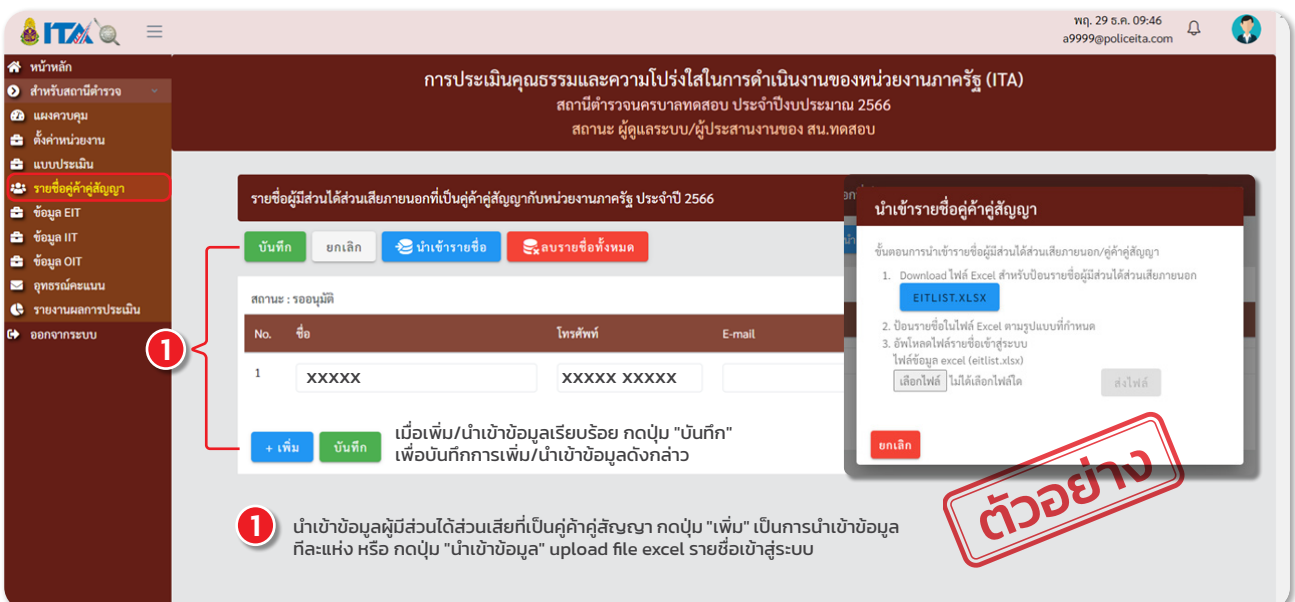 ITA
พฤ. 29 ธ.ค. 09:46
a9999@policeita.com
หน้าหลัก
สำหรับสถานีตำรวจ
แผงควบคุม
ตั้งค่าหน่วยงาน
แบบประเมิน
รายชื่อคู่ค้าคู่สัญญา
ข้อมูล EIT
ข้อมูล IIT
ข้อมูล OIT
อุทธรณ์คะแนน
รายงานผลการประเมิน
ออกจากระบบ
การประเมินคุณธรรมและความโปร่งใสในการดำเนินงานของหน่วยงานภาครัฐ (ITA)
สถานีตำรวจนครบาลทดสอบ ประจำปีงบประมาณ 2566
สถานะ ผู้ดูแลระบบ/ผู้ประสานงานของ สน.ทดสอบ
รายชื่อผู้มีส่วนได้ส่วนเสียภายนอกที่เป็นคู่ค้าคู่สัญญากับหน่วยงานภาครัฐ ประจำปี 2566
บันทึก ยกเลิก นำเข้ารายชื่อ ลบรายชื่อทั้งหมด
สถานะ : รออนุมัติ
No. ชื่อ โทรศัพท์ E-mail
1 XXXXX XXXXX XXXXX
1
+ เพิ่ม บันทึก
เมื่อเพิ่ม/นำเข้าข้อมูลเรียบร้อย กดปุ่ม "บันทึก"
เพื่อบันทึกการเพิ่ม/นำเข้าข้อมูลดังกล่าว
นำเข้ารายชื่อคู่ค้าคู่สัญญา
ขั้นตอนการนำเข้ารายชื่อผู้มีส่วนได้ส่วนเสียภายนอก/คู่ค้าคู่สัญญา
1. Download ไฟล์ Excel สำหรับป้อนรายชื่อผู้มีส่วนได้ส่วนเสียภายนอก
EITLIST.XLSX
2. ป้อนรายชื่อในไฟล์ Excel ตามรูปแบบที่กำหนด
3. อัพโหลดไฟล์รายชื่อเข้าสู่ระบบ
ไฟล์ข้อมูล excel (eitlist.xlsx)
เลือกไฟล์ ไม่ได้เลือกไฟล์ใด ส่งไฟล์
ยกเลิก
ตัวอย่าง
1 นำเข้าข้อมูลผู้มีส่วนได้ส่วนเสียที่เป็นคู่ค้าคู่สัญญา กดปุ่ม "เพิ่ม" เป็นการนำเข้าข้อมูล
ทีละแห่ง หรือ กดปุ่ม "นำเข้าข้อมูล" upload file excel รายชื่อเข้าสู่ระบบ